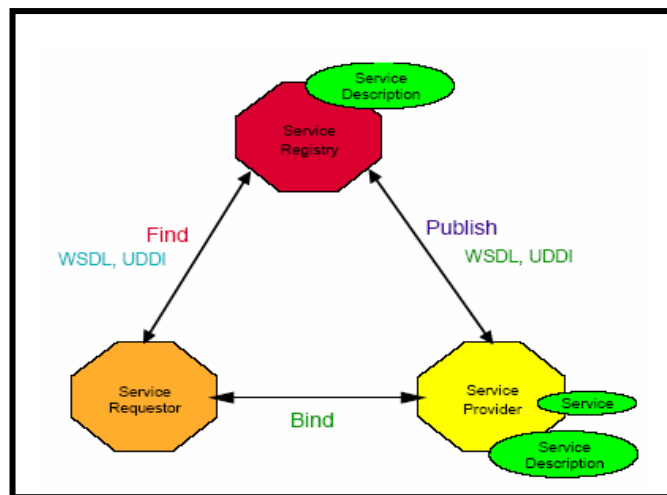 Service
Description
Service
Registry
Find
WSDL, UDDI
Publish
WSDL, UDDI
Service
Requestor
Bind
Service
Provider
Service
Service
Description